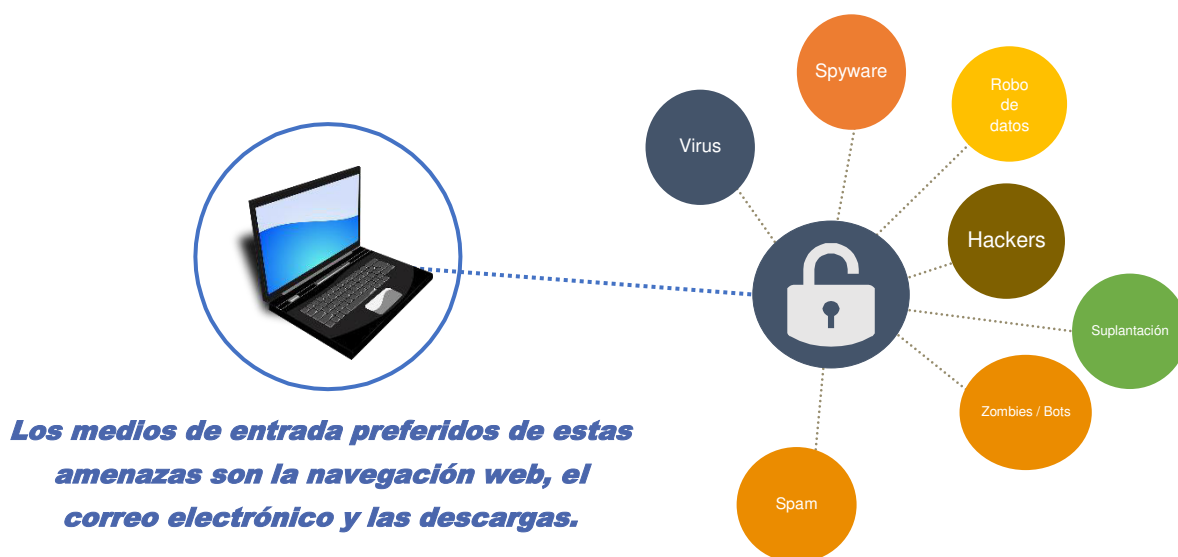 Spyware
Robo
de
datos
Virus
Hackers
Suplantación
Zombies / Bots
Spam
Los medios de entrada preferidos de estas
amenazas son la navegación web, el
correo electrónico y las descargas.